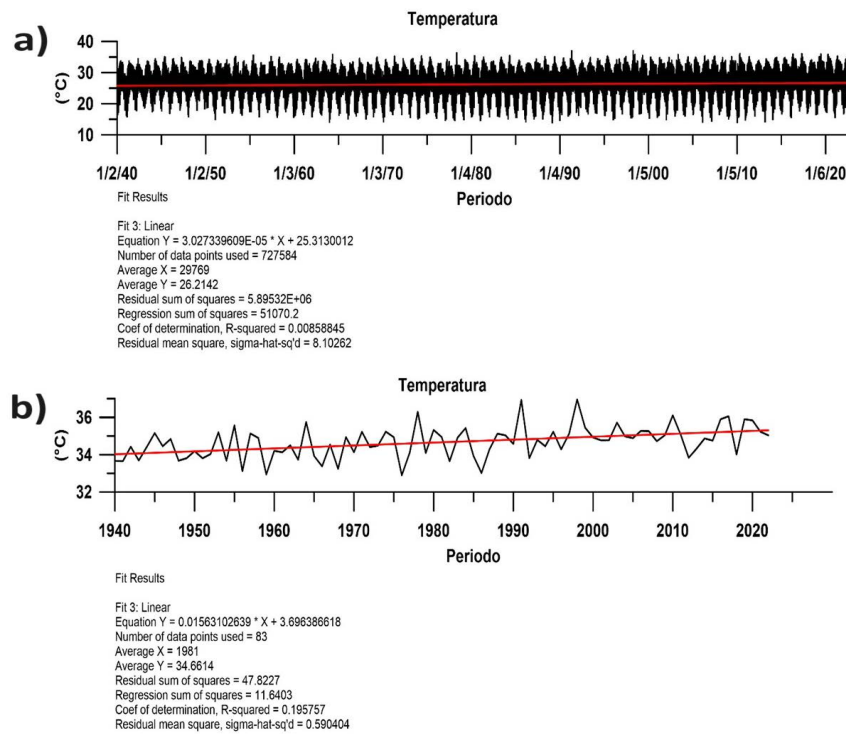 Temperatura
a)
40
30
20
10
(°C)
1/2/40 1/2/50 1/3/60 1/3/70 1/4/80 1/4/90 1/5/00 1/5/10 1/6/20
Periodo
Fit Results
Fit 3: Linear
Equation Y = 3.027339609E-05 * X + 25.3130012
Number of data points used = 727584
Average X = 29769
Average Y = 26.2142
Residual sum of squares = 5.89532E+06
Regression sum of squares = 51070.2
Coef of determination, R-squared = 0.00858845
Residual mean square, sigma-hat-sq'd = 8.10262
Temperatura
b)
36
34
32
(°C)
1940 1950 1960 1970 1980 1990 2000 2010 2020
Periodo
Fit Results
Fit 3: Linear
Equation Y = 0.01563102639 * X + 3.696386618
Number of data points used = 83
Average X = 1981
Average Y = 34.6614
Residual sum of squares = 47.8227
Regression sum of squares = 11.6403
Coef of determination, R-squared = 0.195757
Residual mean square, sigma-hat-sq'd = 0.590404